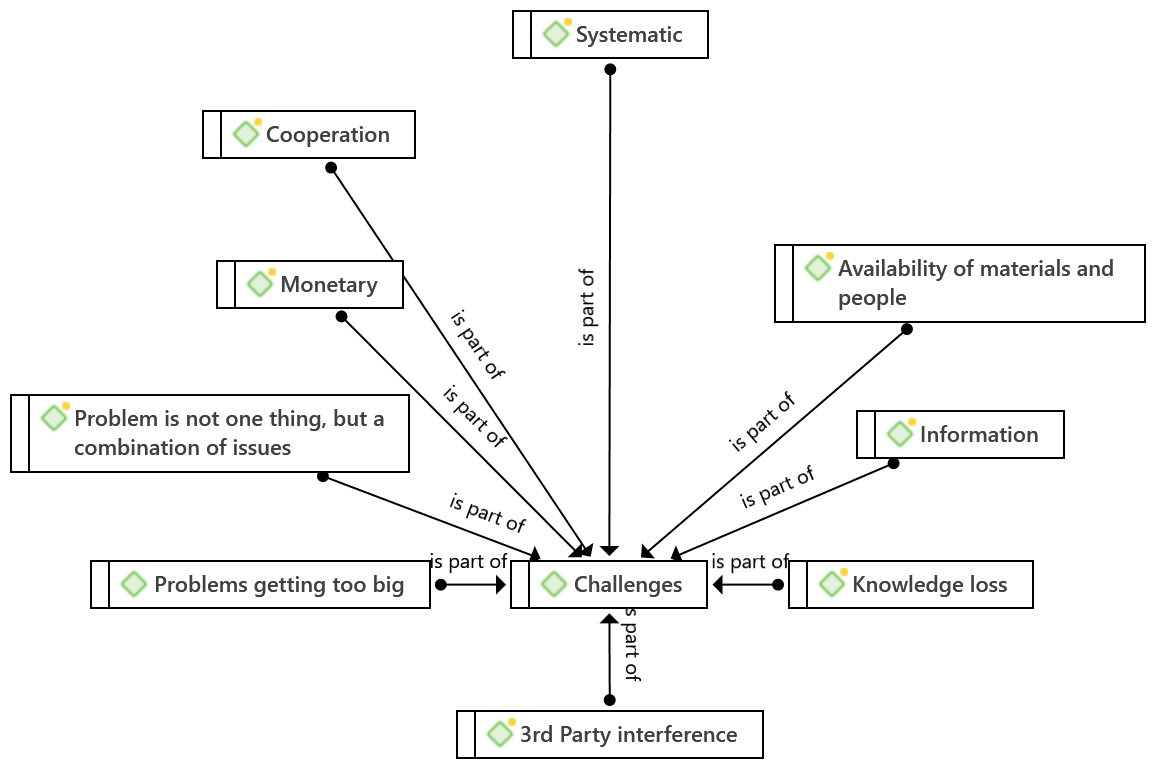 Systematic
Cooperation
Monetary
Availability of materials and
people
is part of
is part of
is part of
is part of
Problem is not one thing, but a
combination of issues
Information
is part of
is part of
is part of
is part of
Problems getting too big
Challenges
Knowledge loss
is part of
3rd Party interference